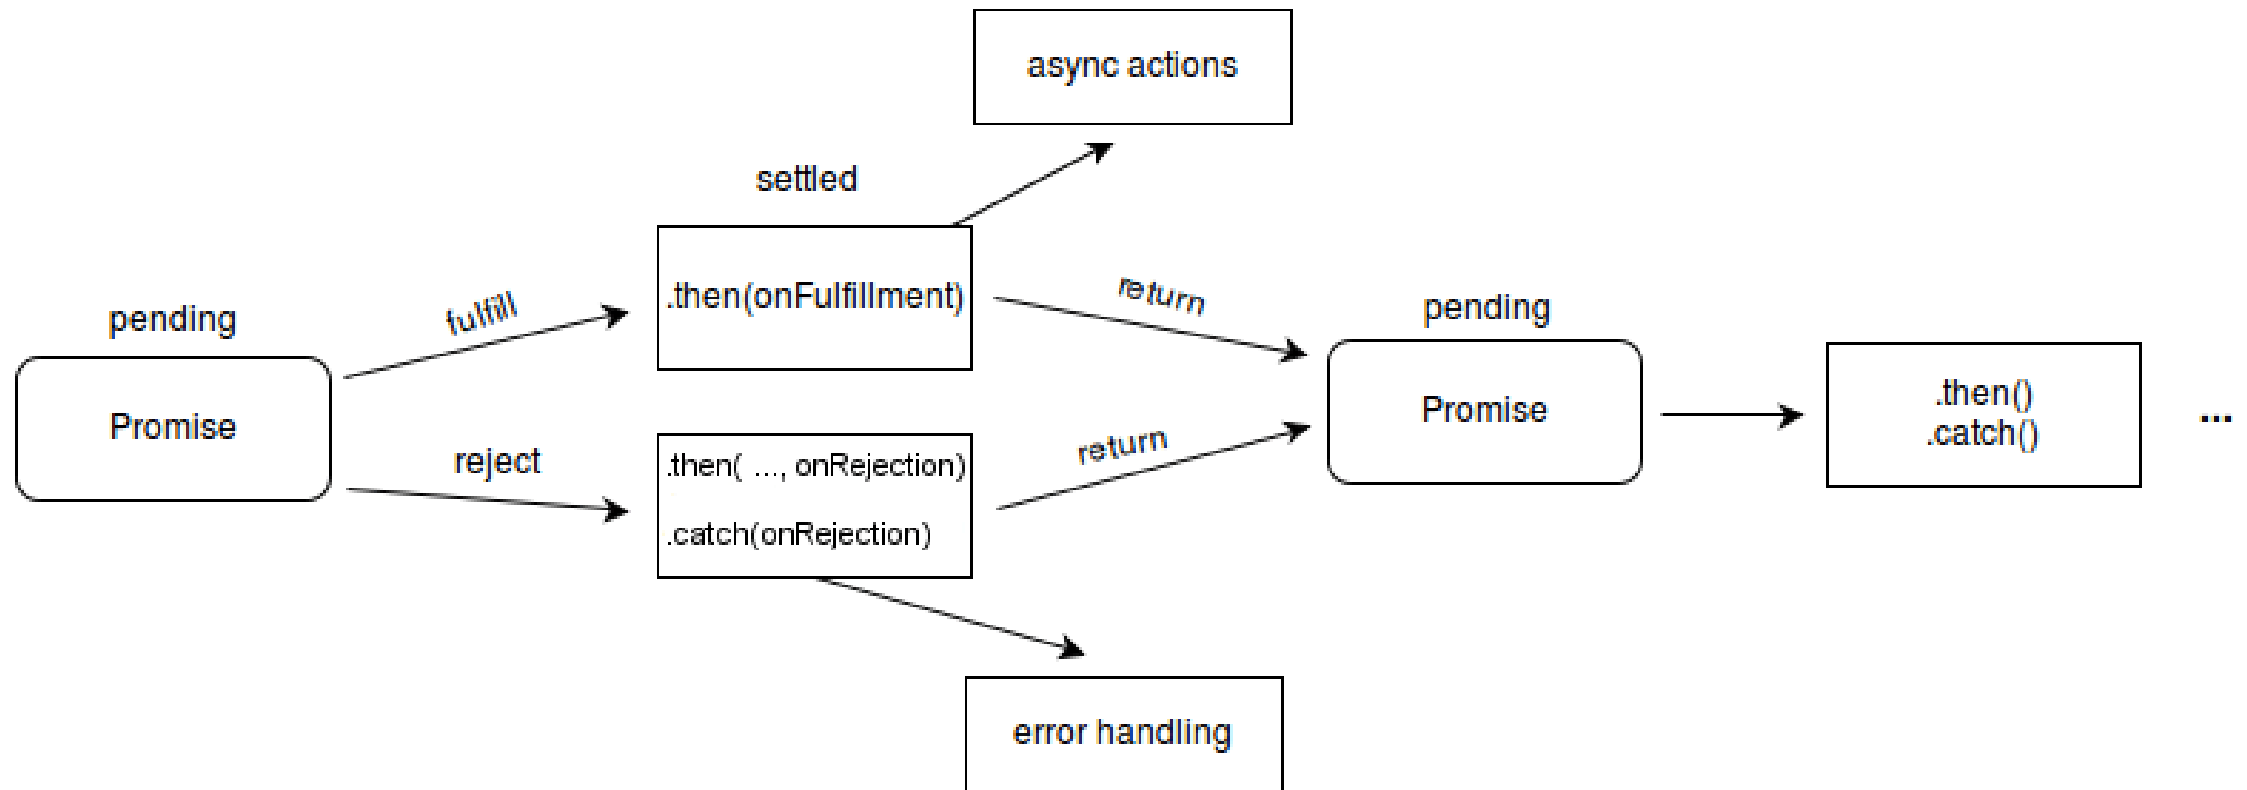 async actions
settled
.then(onFulfillment)
return
pending
fulfill
pending
Promise
reject
.then( ..., onRejection)
.catch(onRejection)
return
Promise
.then()
.catch()
...
error handling